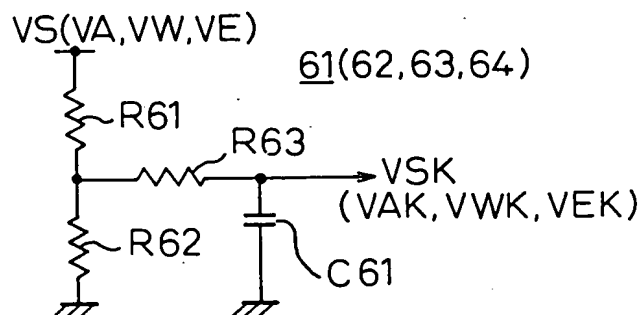 VS(VA,VW,VE)
61(62,63,64)
R61
R63
VSK
(VAK,VWK,VEK)
R62
C61